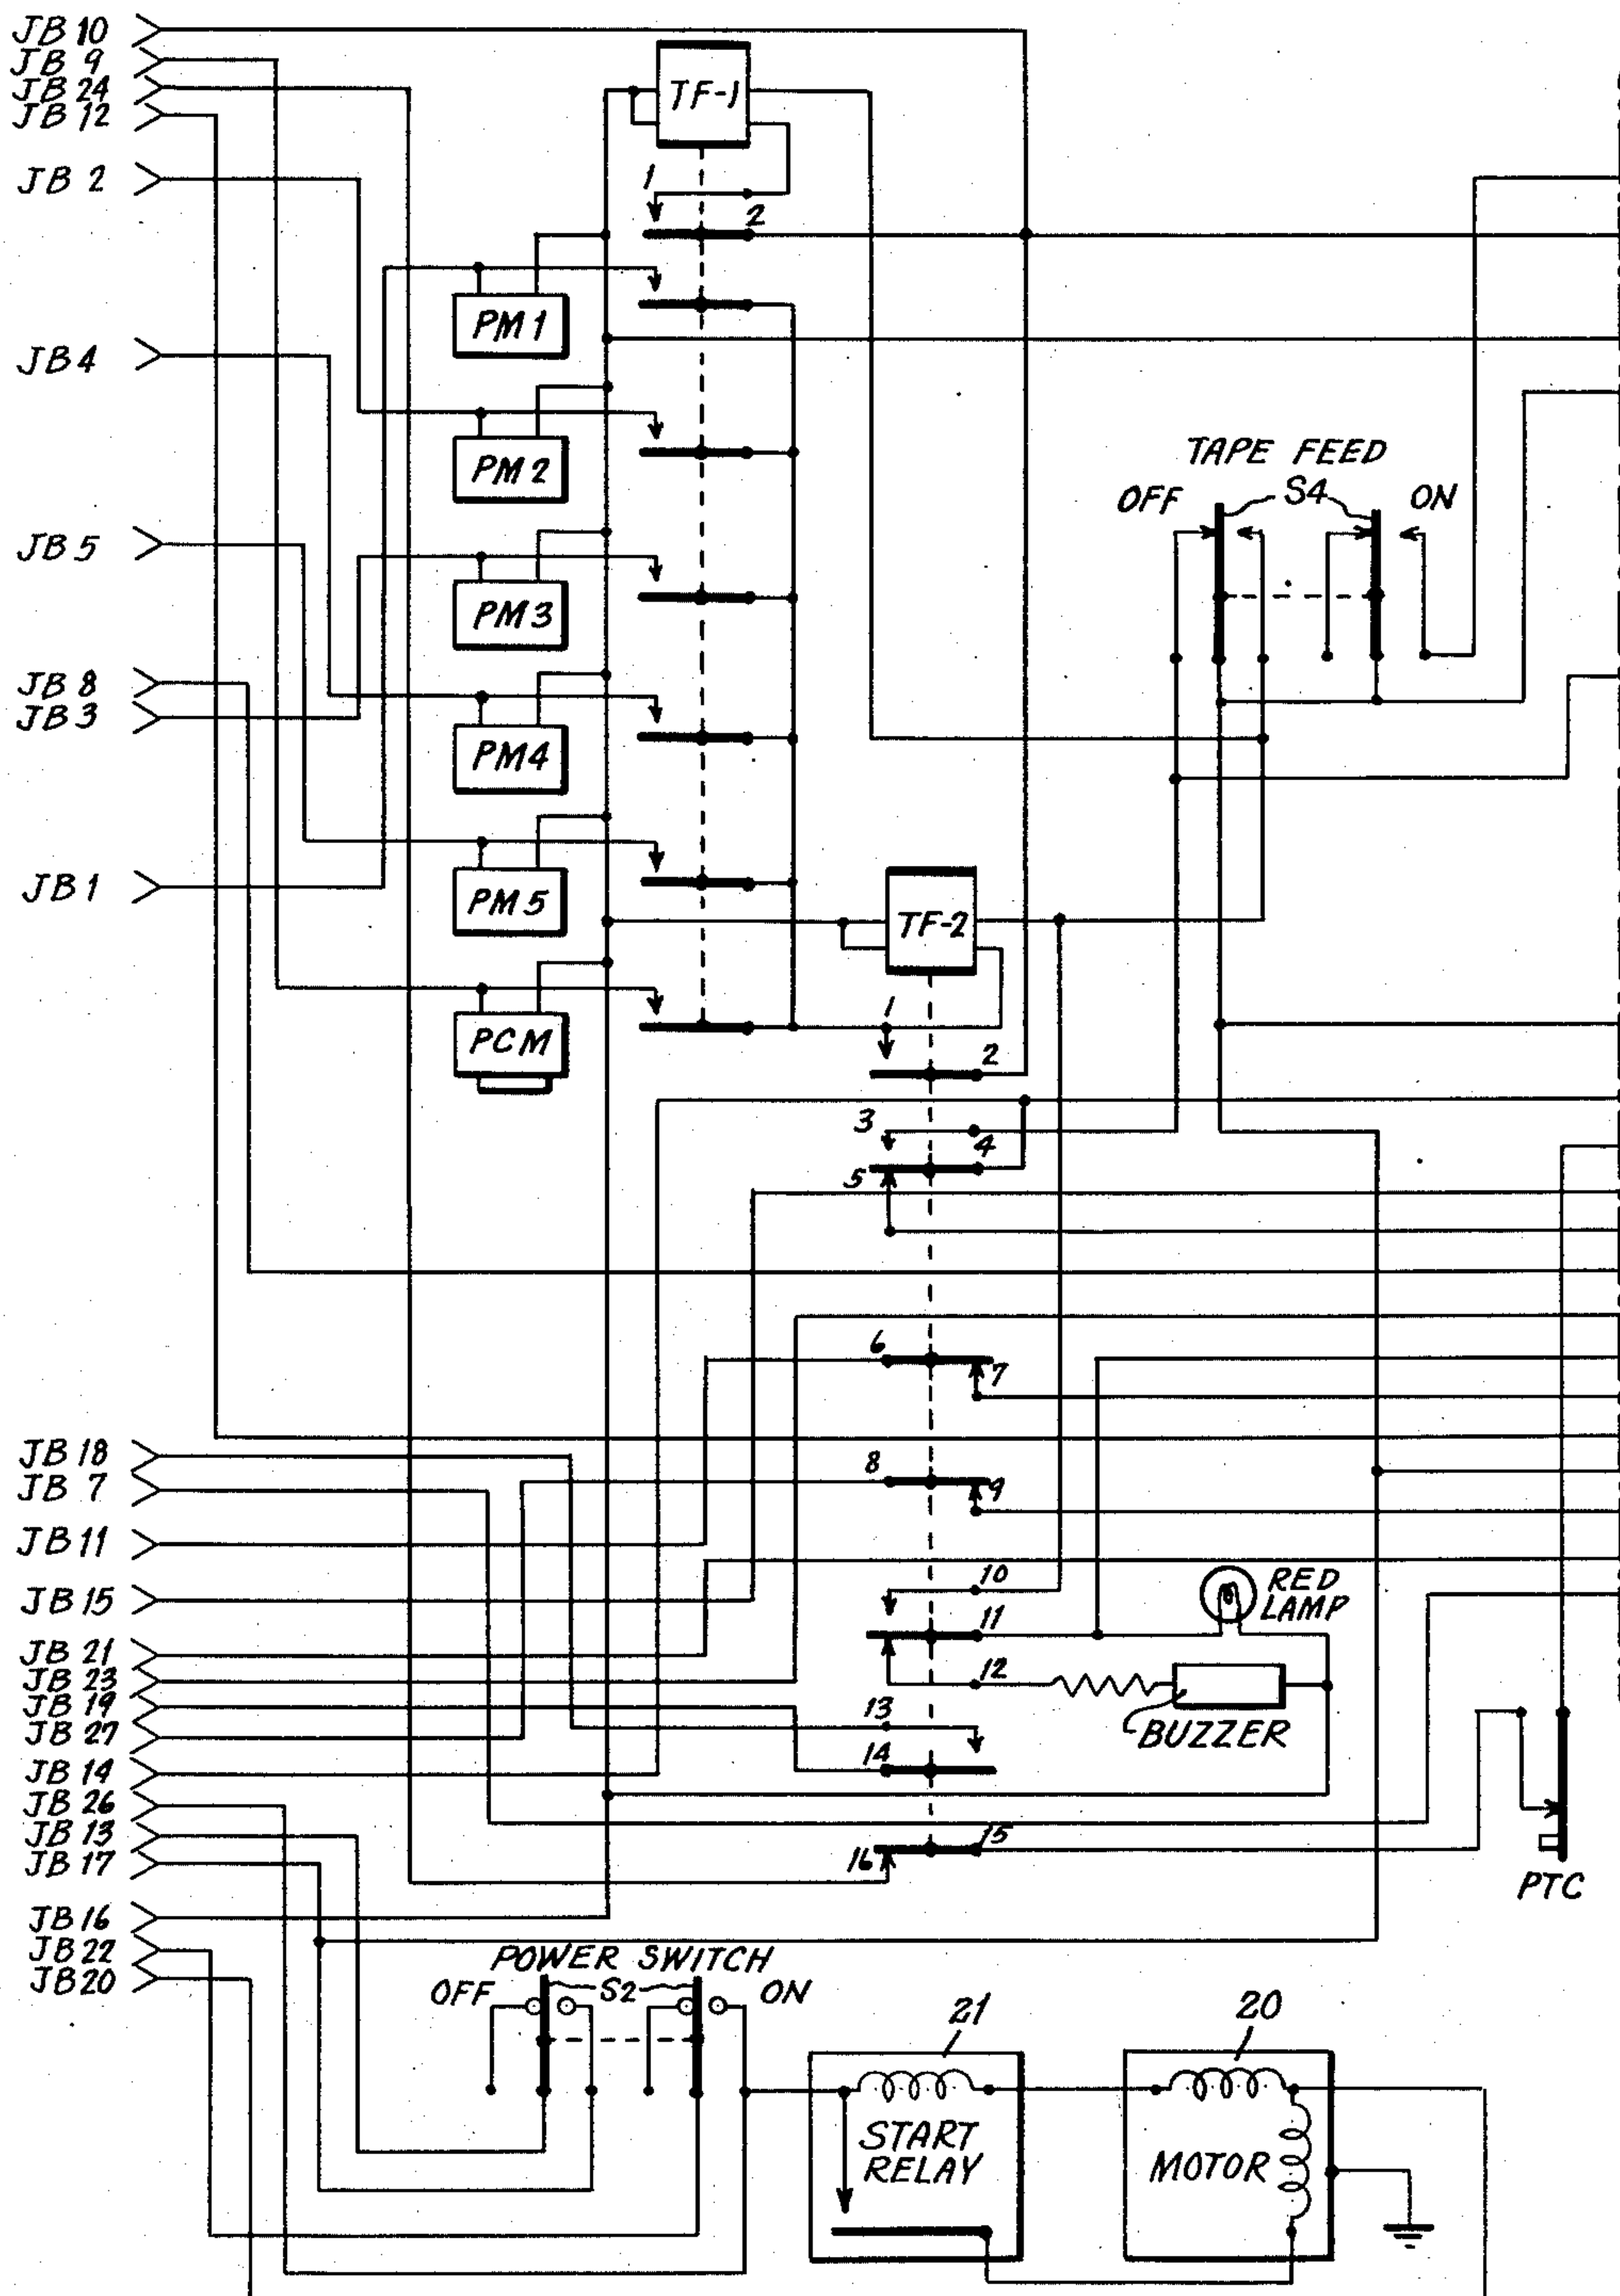 JB 10
JB 9
JB 24
JB 12
TF-1
JB 2
1
2
PM 1
JB 4
PM 2
TAPE FEED
OFF
S4
ON
JB 5
PM 3
JB 8
JB 3
PM 4
JB 1
PM 5
TF-2
1
PCM
2
3
4
5
6
7
JB 18
8
JB 7
9
JB 11
10
RED
LAMP
JB 15
11
JB 21
12
JB 23
JB 19
13
JB 27
BUZZER
14
JB 14
JB 26
JB 13
15
JB 17
16
PTC
JB 16
JB 22
POWER SWITCH
JB 20
OFF
S2
ON
21
20
START
RELAY
MOTOR